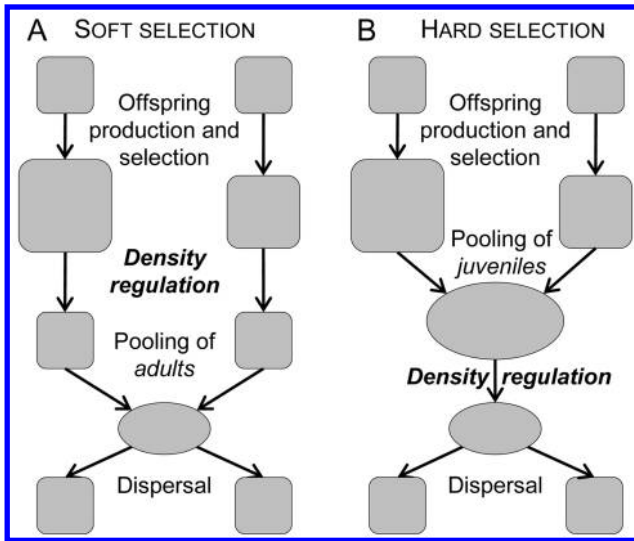 A SOFT SELECTION
Offspring
production and
selection
Density
regulation
Pooling of
adults
Dispersal
B HARD SELECTION
Offspring
production and
selection
Pooling of
juveniles
Density regulation
Dispersal